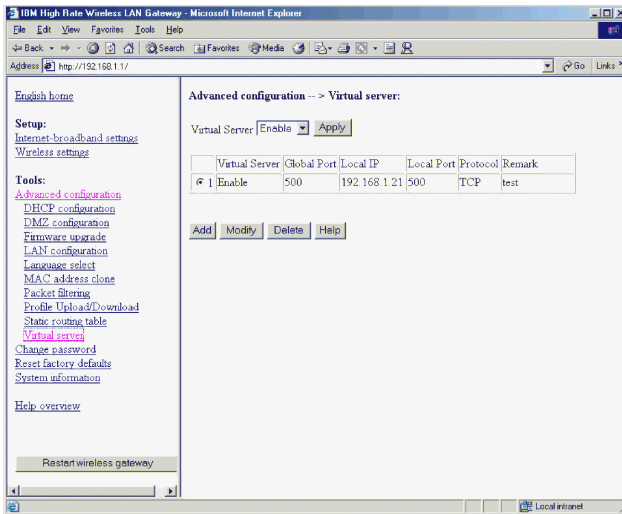 IBM High Rate Wireless LAN Gateway - Microsoft Internet Explorer
File Edit View Favorites Tools Help
Back Search Favorites Media
Address http://192.168.1.1/ Go Links
English home
Setup:
Internet-broadband settings
Wireless settings
Tools:
Advanced configuration
DHCP configuration
DMZ configuration
Firmware upgrade
LAN configuration
Language select
MAC address clone
Packet filtering
Profile Upload/Download
Static routing table
Virtual server
Change password
Reset factory defaults
System information
Help overview
Restart wireless gateway
Advanced configuration -- > Virtual server:
Virtual Server Enable Apply
Virtual Server Global Port Local IP Local Port Protocol Remark
1 Enable 500 192.168.1.21 500 TCP test
Add Modify Delete Help
Local intranet